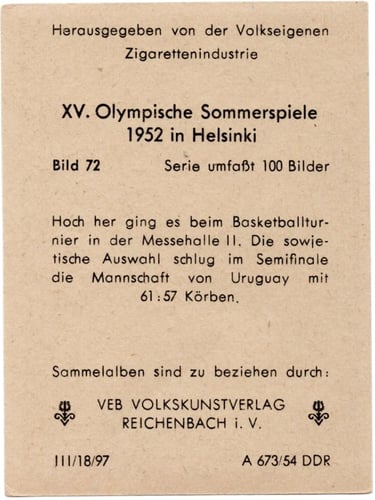 Herausgegeben von der Volkseigenen
Zigarettenindustrie
XV. Olympische Sommerspiele
1952 in Helsinki
Bild 72 Serie umfaßt 100 Bilder
Hoch her ging es beim Basketballtur-
nier in der Messehalle II. Die sowje-
tische Auswahl schlug im Semifinale
die Mannschaft von Uruguay mit
61:57 Körben.
Sammelalben sind zu beziehen durch:
VEB VOLKSKUNSTVERLAG
REICHENBACH i. V.
III/18/97 A 673/54 DDR